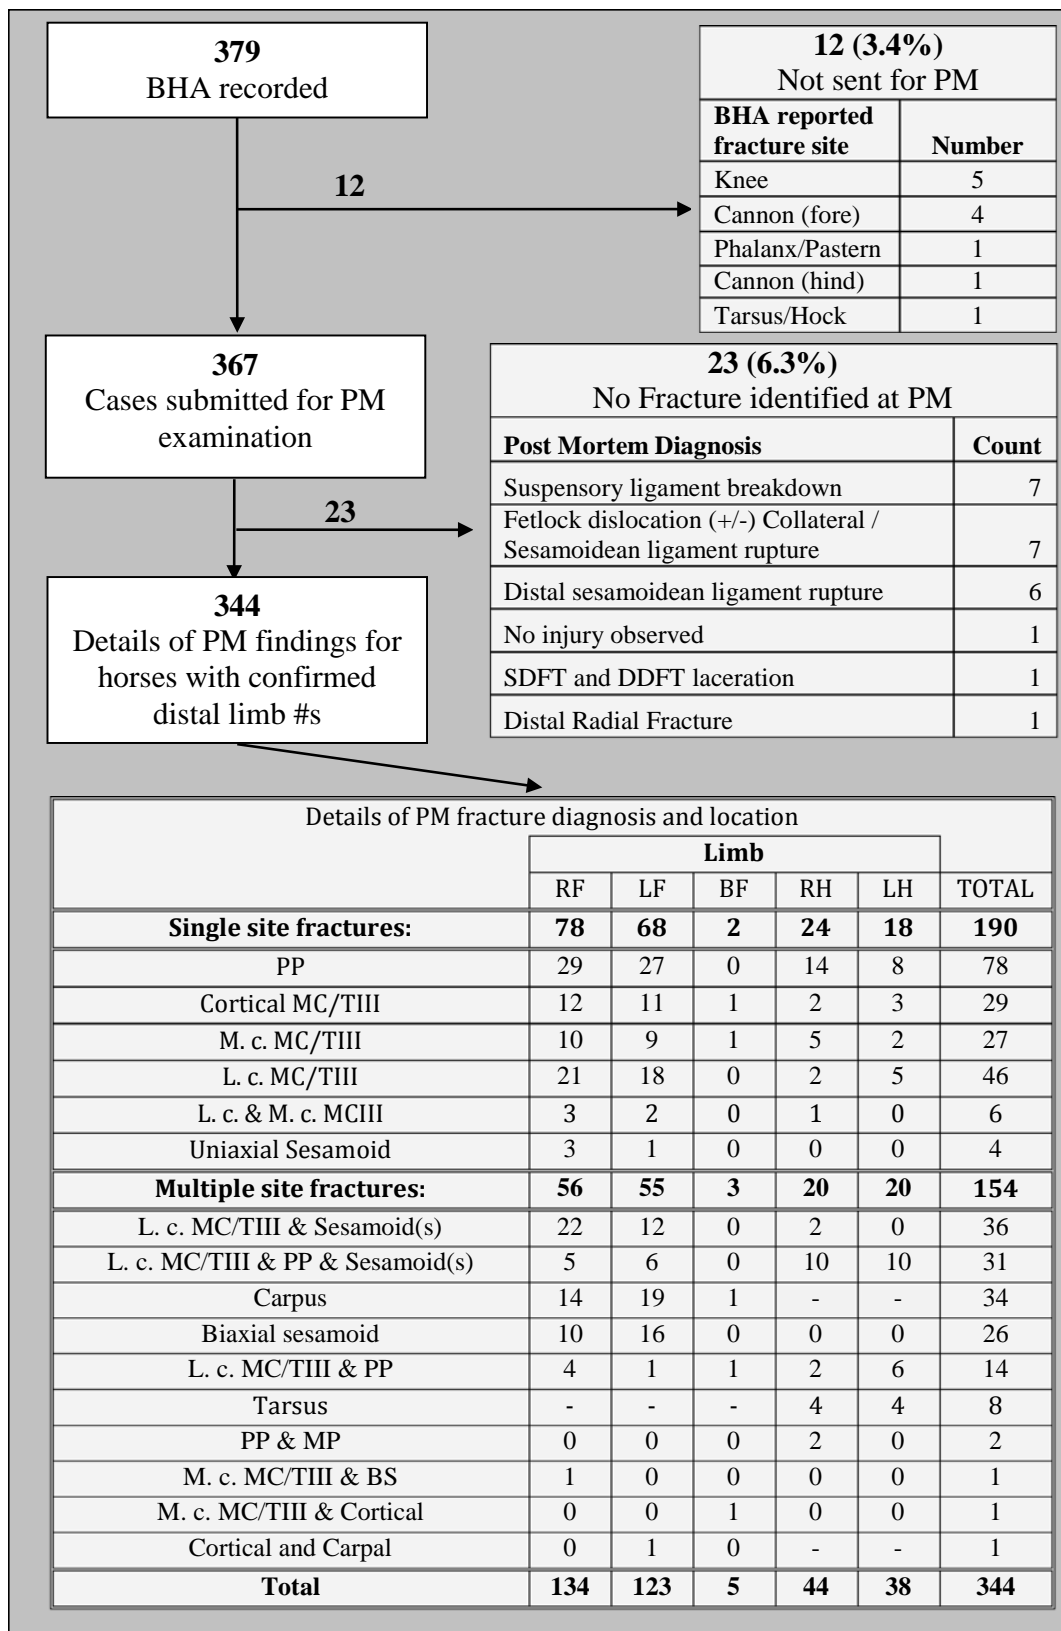 379
BHA recorded
12 (3.4%)
Not sent for PM
BHA reported
fracture site Number
Knee 5
Cannon (fore) 4
Phalanx/Pastern 1
Cannon (hind) 1
Tarsus/Hock 1
12
367
Cases submitted for PM
examination
23 (6.3%)
No Fracture identified at PM
Post Mortem Diagnosis Count
Suspensory ligament breakdown 7
Fetlock dislocation (+/-) Collateral /
Sesamoidean ligament rupture 7
Distal sesamoidean ligament rupture 6
No injury observed 1
SDFT and DDFT laceration 1
Distal Radial Fracture 1
23
344
Details of PM findings for
horses with confirmed
distal limb #s
Details of PM fracture diagnosis and location
Limb
RF LF BF RH LH TOTAL
Single site fractures: 78 68 2 24 18 190
PP 29 27 0 14 8 78
Cortical MC/TIII 12 11 1 2 3 29
M. c. MC/TIII 10 9 1 5 2 27
L. c. MC/TIII 21 18 0 2 5 46
L. c. & M. c. MCIII 3 2 0 1 0 6
Uniaxial Sesamoid 3 1 0 0 0 4
Multiple site fractures: 56 55 3 20 20 154
L. c. MC/TIII & Sesamoid(s) 22 12 0 2 0 36
L. c. MC/TIII & PP & Sesamoid(s) 5 6 0 10 10 31
Carpus 14 19 1 - - 34
Biaxial sesamoid 10 16 0 0 0 26
L. c. MC/TIII & PP 4 1 1 2 6 14
Tarsus - - - 4 4 8
PP & MP 0 0 0 2 0 2
M. c. MC/TIII & BS 1 0 0 0 0 1
M. c. MC/TIII & Cortical 0 0 1 0 0 1
Cortical and Carpal 0 1 0 - - 1
Total 134 123 5 44 38 344